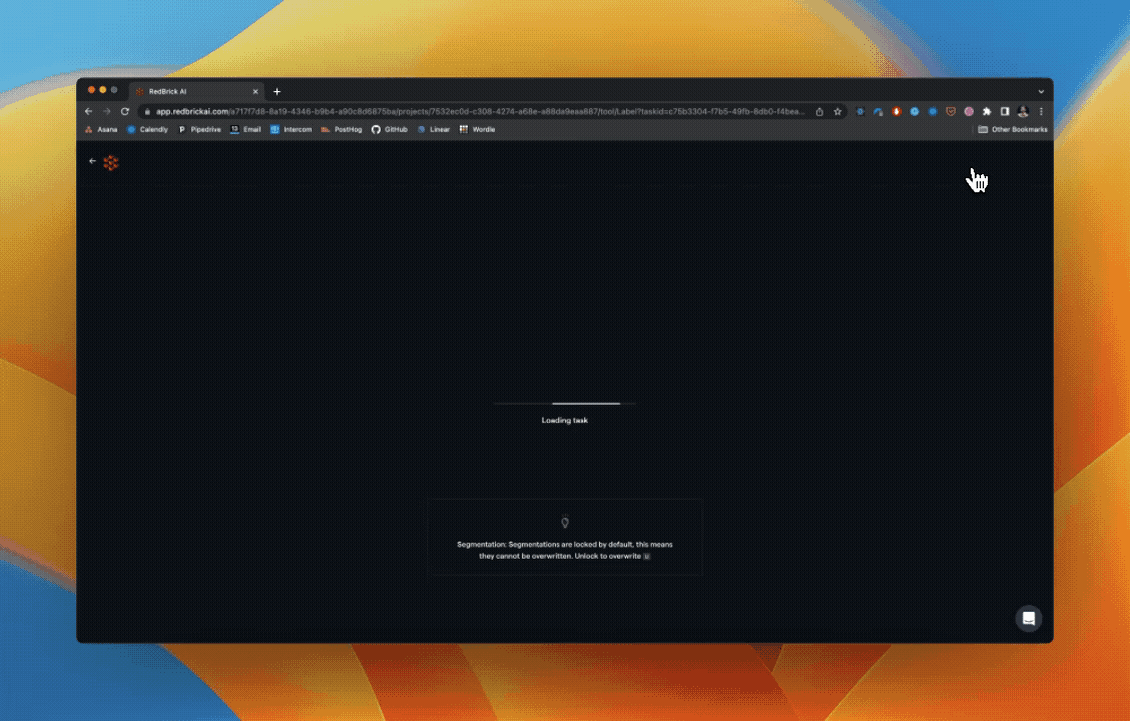 RedBrick AI
app.redbrickai.com/a717f7d8-8a19-4346-b9b4-a90c8d6875ba/projects/7532ec0d-c308-4274-a68e-a88da9eaa887/tool/Label?taskid=c75b3304-f7b5-49fb-8db0-f4bea...
Asana Calendly Pipedrive Email Intercom PostHog GitHub Linear Wordle Other Bookmarks
Loading task
Segmentation: Segmentations are locked by default, this means
they cannot be overwritten. Unlock to overwrite